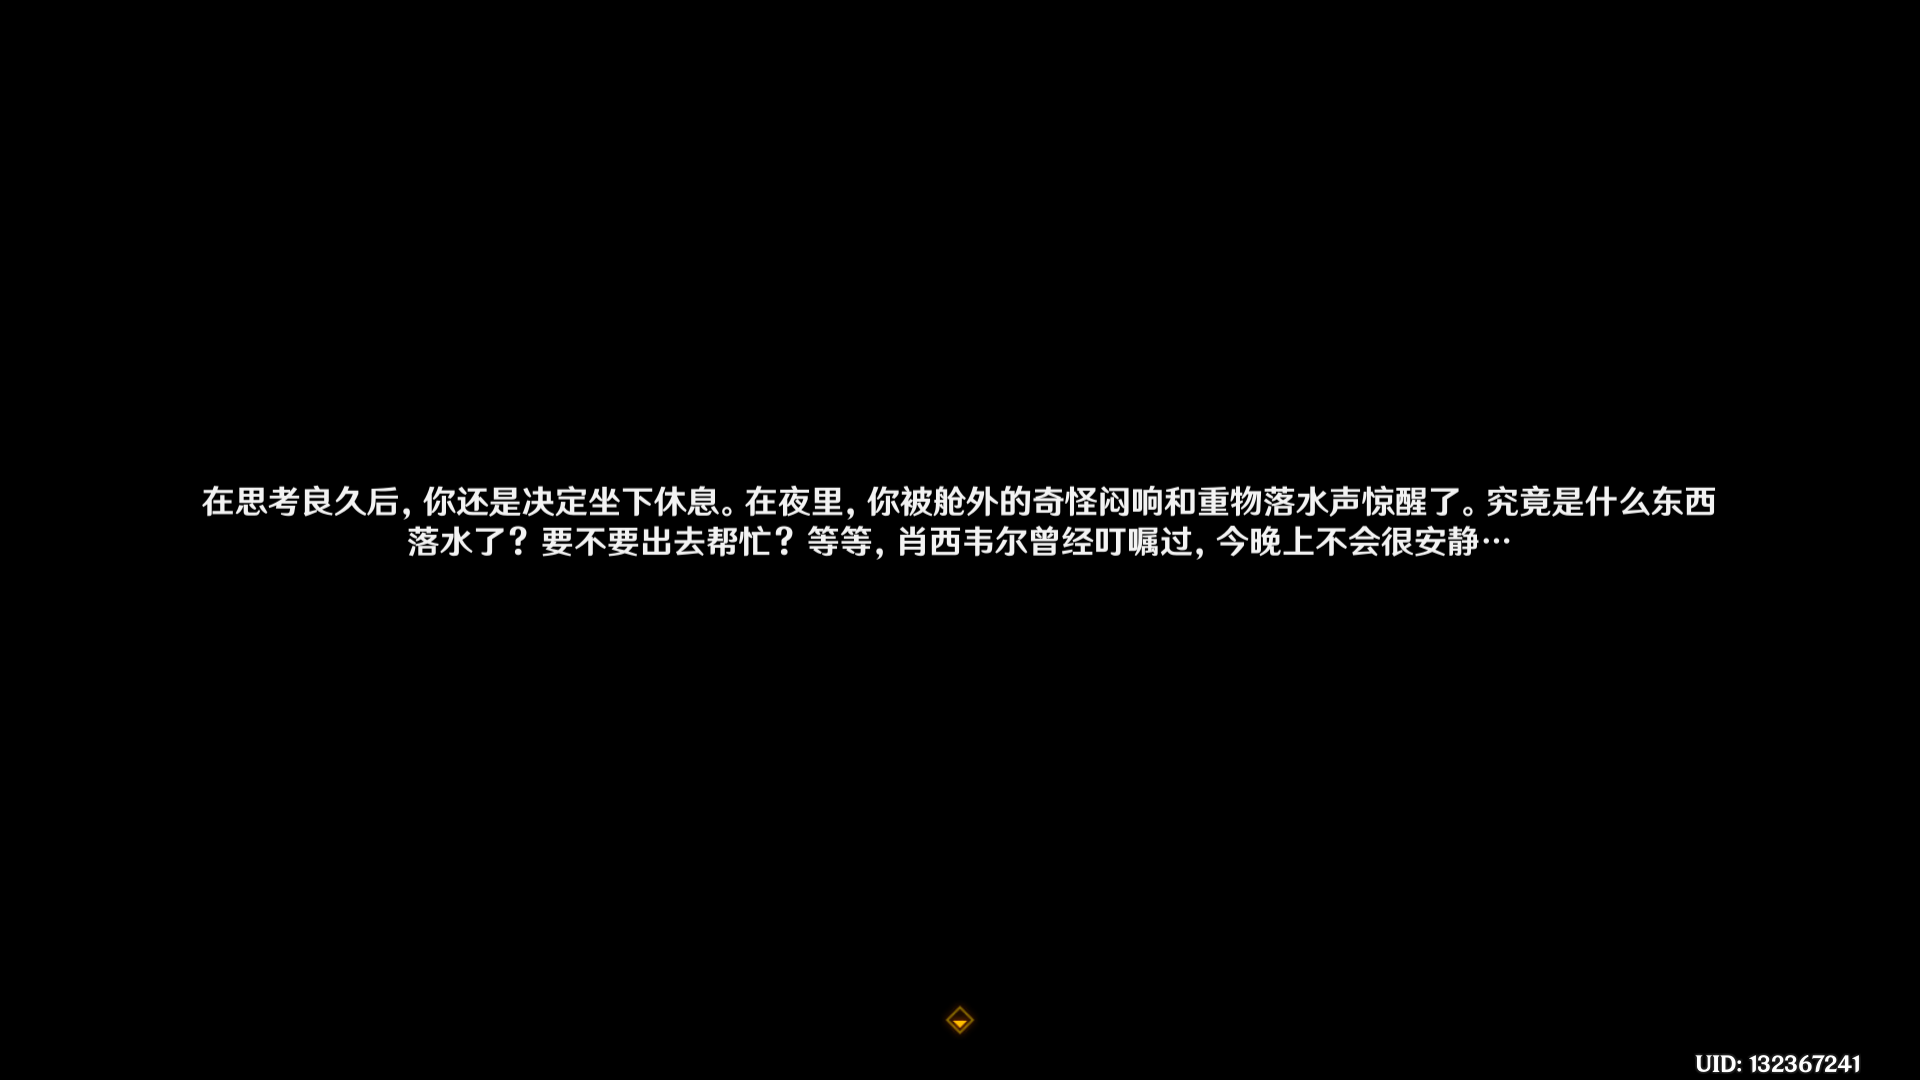 在思考良久后，你还是决定坐下休息。在夜里，你被舱外的奇怪闷响和重物落水声惊醒了。究竟是什么东西
落水了？要不要出去帮忙？等等，肖西韦尔曾经叮嘱过，今晚上不会很安静…
UID: 132367241